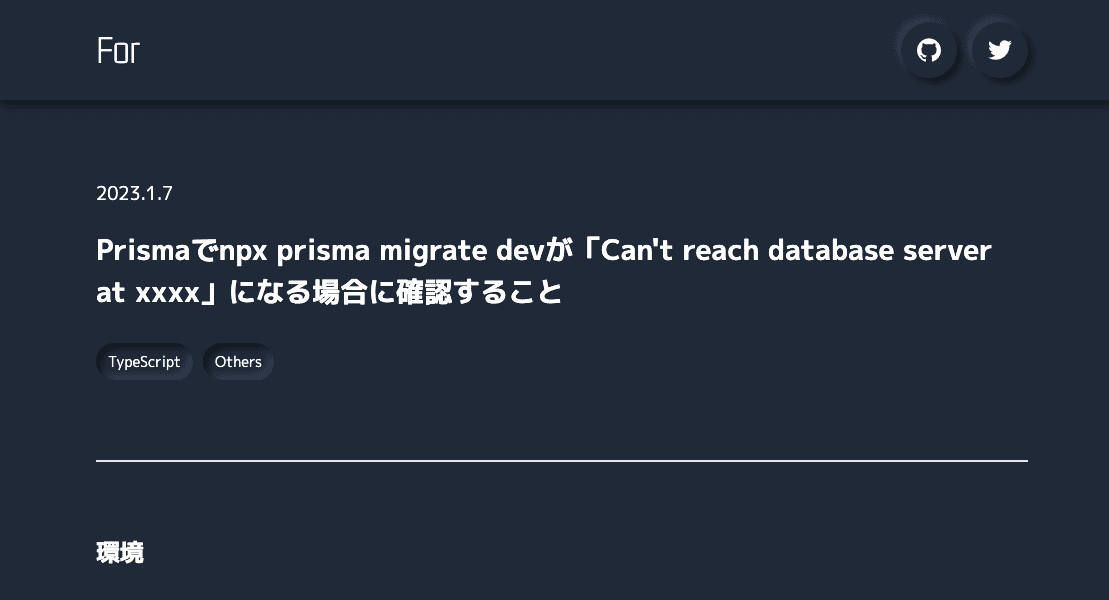 For
2023.1.7
Prismaでnpx prisma migrate devが「Can't reach database server
at xxxx」になる場合に確認すること
TypeScript
Others
環境